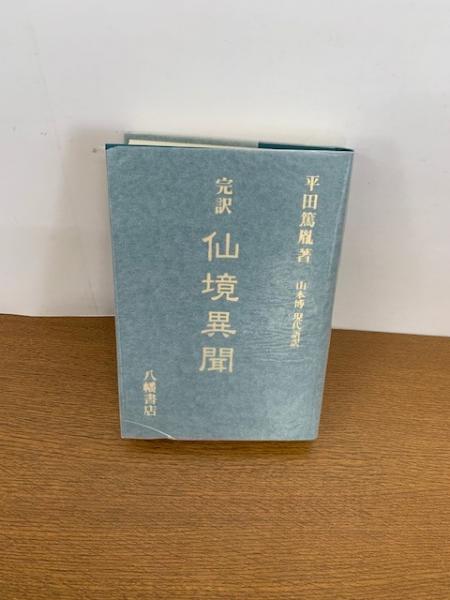 平田篤胤著
山本博 現代語訳
完訳
仙境異聞
八幡書店